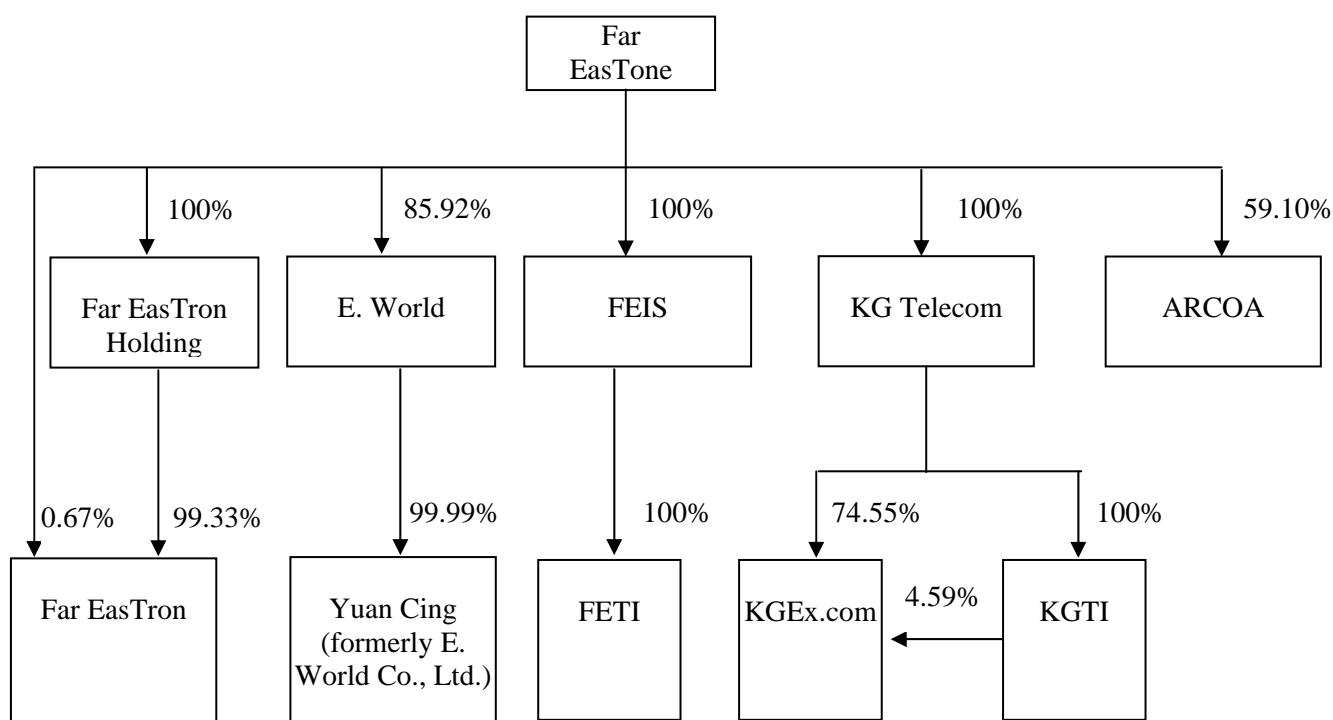 Far
EasTone
100%
85.92%
100%
100%
59.10%
Far EasTron
Holding
E. World
FEIS
KG Telecom
ARCOA
0.67%
99.33%
99.99%
100%
74.55%
100%
Far EasTron
Yuan Cing
(formerly E.
World Co., Ltd.)
FETI
KGEx.com
4.59%
KGTI